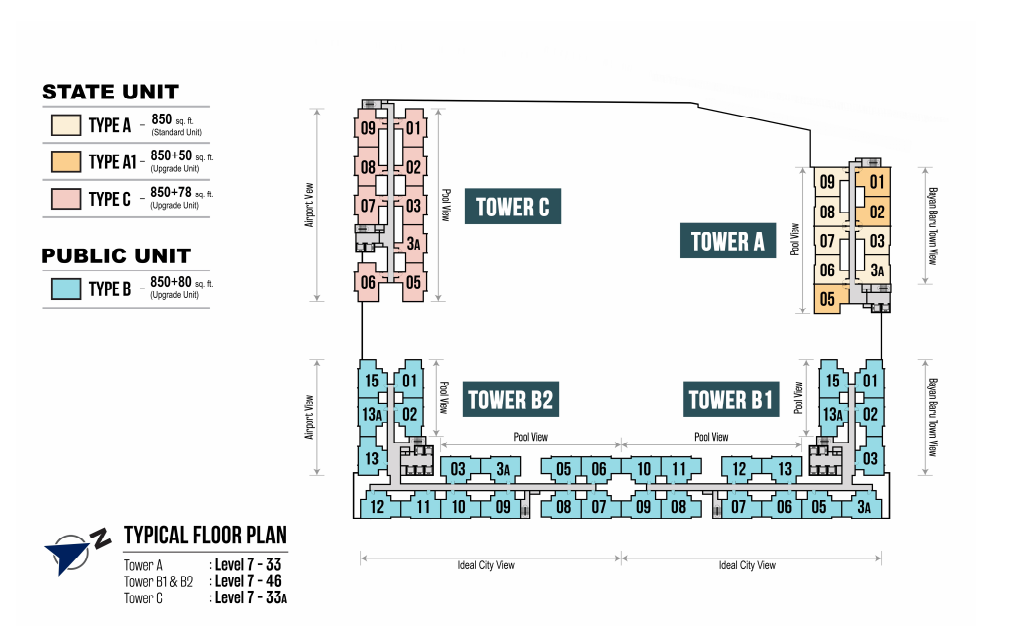 STATE UNIT
TYPE A - 850 sq. ft.
(Standard Unit)
TYPE A1 - 850+50 sq. ft.
(Upgrade Unit)
TYPE C - 850+78 sq. ft.
(Upgrade Unit)
PUBLIC UNIT
TYPE B - 850+80 sq. ft.
(Upgrade Unit)
Airport View
09 01
08 02
07 03
3A
06 05
Pool View
TOWER C
TOWER A
Pool View
09 01
08 02
07 03
06 3A
05
Bayan Baru Town View
Airport View
15 01
13A 02
13
Fool View
TOWER B2
TOWER B1
Pool View
15 01
13A 02
03
Bayan Baru Town View
Pool View Pool View
03 3A 05 06 10 11 12 13
12 11 10 09 08 07 09 08 07 06 05 3A
Ideal City View Ideal City View
N
TYPICAL FLOOR PLAN
Tower A : Level 7 - 33
Tower B1 & B2 : Level 7 - 46
Tower C : Level 7 - 33A